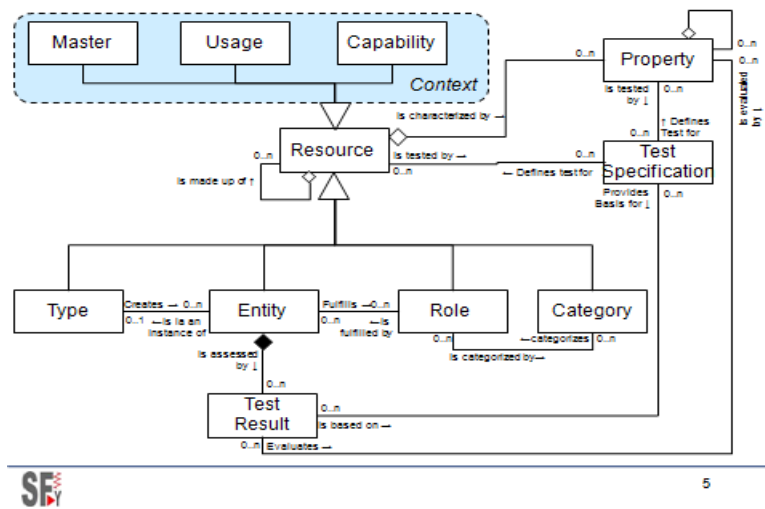 Master
Usage
Capability
Context
Property
0..n
0..n
0..n
Is characterized by →
Is tested
by ↓
0..n
Is evaluated
by ↓
↑ Defines
Test for
0..n
Resource
0..n
Is tested by →
0..n
0..n
← Defines test for
Test
Specification
Is made up of ↑
Provides
Basis for ↓
0..n
Type
Creates →
0..n
0..1
←Is la an
instance of
Entity
Fulfills →
0..n
0..n
←Is
fulfilled by
Role
0..n
Is categorized by→
←categorizes
0..n
Category
Is assessed
by ↓
0..n
Test
Result
0..n
Is based on →
0..n
Evaluates →
SF
5